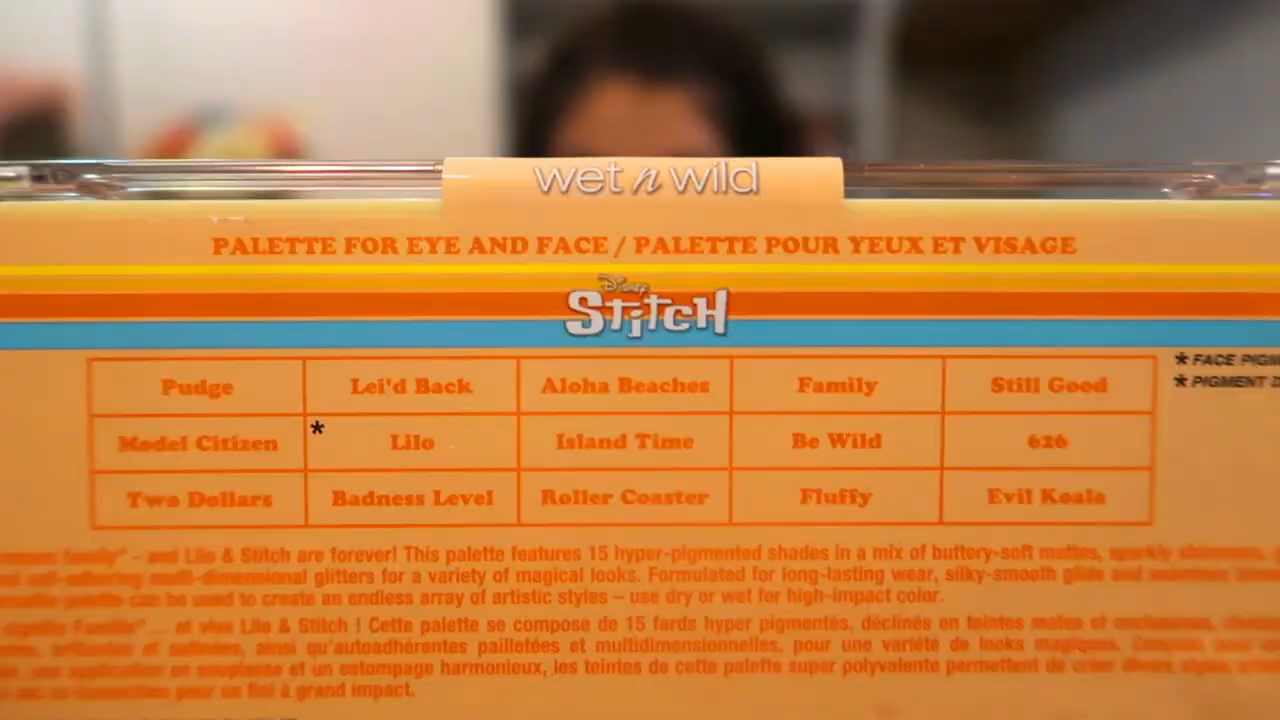 wet n wild
PALETTE FOR EYE AND FACE / PALETTE POUR YEUX ET VISAGE
Disney
Stitch
Pudge Lei'd Back Aloha Beaches Family Still Good
* FACE
* PIGMENT
Model Citizen * Lilo Island Time Be Wild 626
Two Dollars Badness Level Roller Coaster Fluffy Evil Koala
family" - and Lilo & Stitch are forever! This palette features 15 hyper-pigmented shades in a mix of buttery-soft mattes, sparkly
multi-dimensional glitters for a variety of magical looks. Formulated for long-lasting wear, silky-smooth glide and
palette can be used to create an endless array of artistic styles – use dry or wet for high-impact color.
et vive Lilo & Stitch ! Cette palette se compose de 15 fards hyper pigmentés, déclinés en teintes mates et
ainsi qu'autoadhérentes pailletées et multidimensionnelles, pour une variété de looks magiques.
en souplesse et un estompage harmonieux, les teintes de cette palette super polyvalente permettent de créer divers
pour un fini à grand impact.